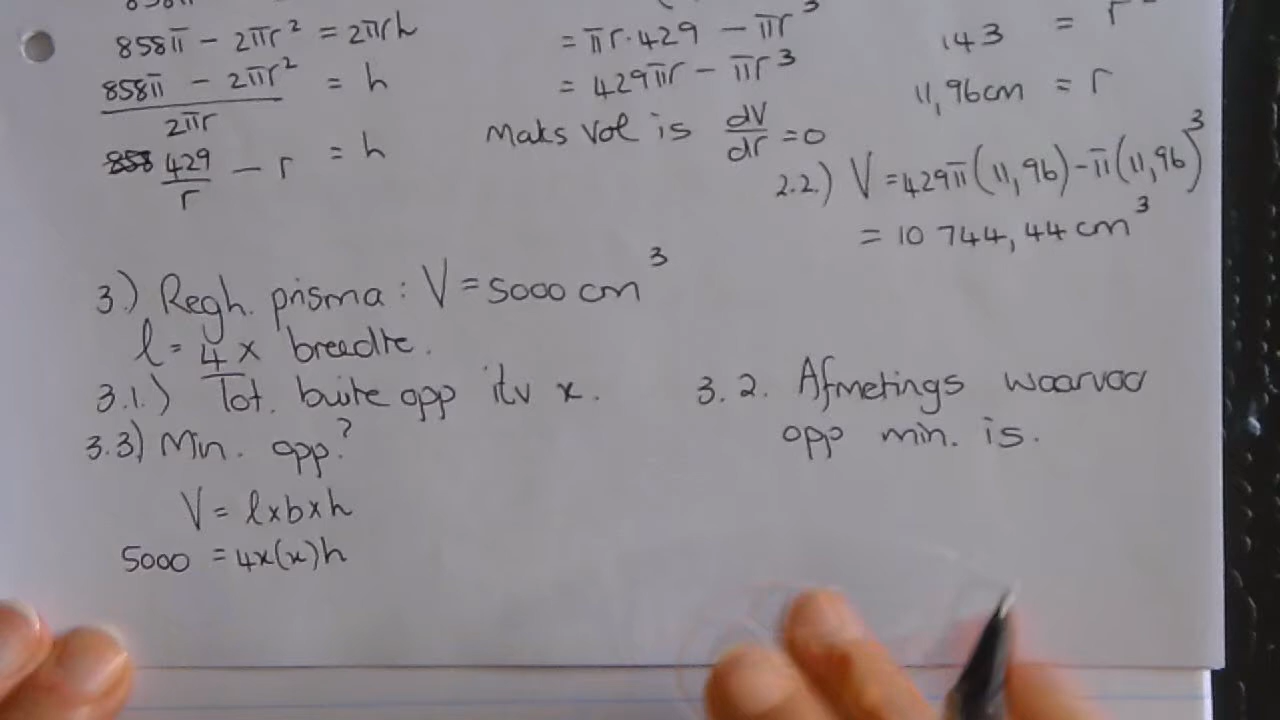 858π − 2πr² = 2πrh
858π − 2πr² / 2πr = h
429/r − r = h
= πr·429 − πr³
= 429πr − πr³
Maks vol is dV/dr = 0
143 = r²
11,96cm = r
2.2.) V = 429π(11,96) − π(11,96)³
= 10 744,44 cm³
3.) Regh. prisma : V = 5000 cm³
l = 4 x breedte.
3.1.) Tot. buite opp itv x.
3.2. Afmetings waarvoor
opp min. is.
3.3) Min. opp?
V = l×b×h
5000 = 4x(x)h